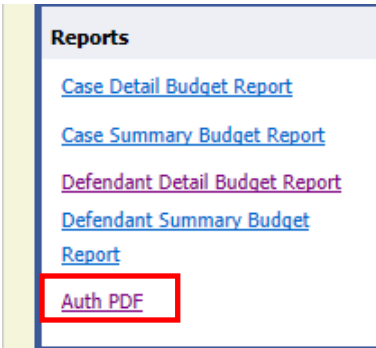 Reports
Case Detail Budget Report
Case Summary Budget Report
Defendant Detail Budget Report
Defendant Summary Budget
Report
Auth PDF